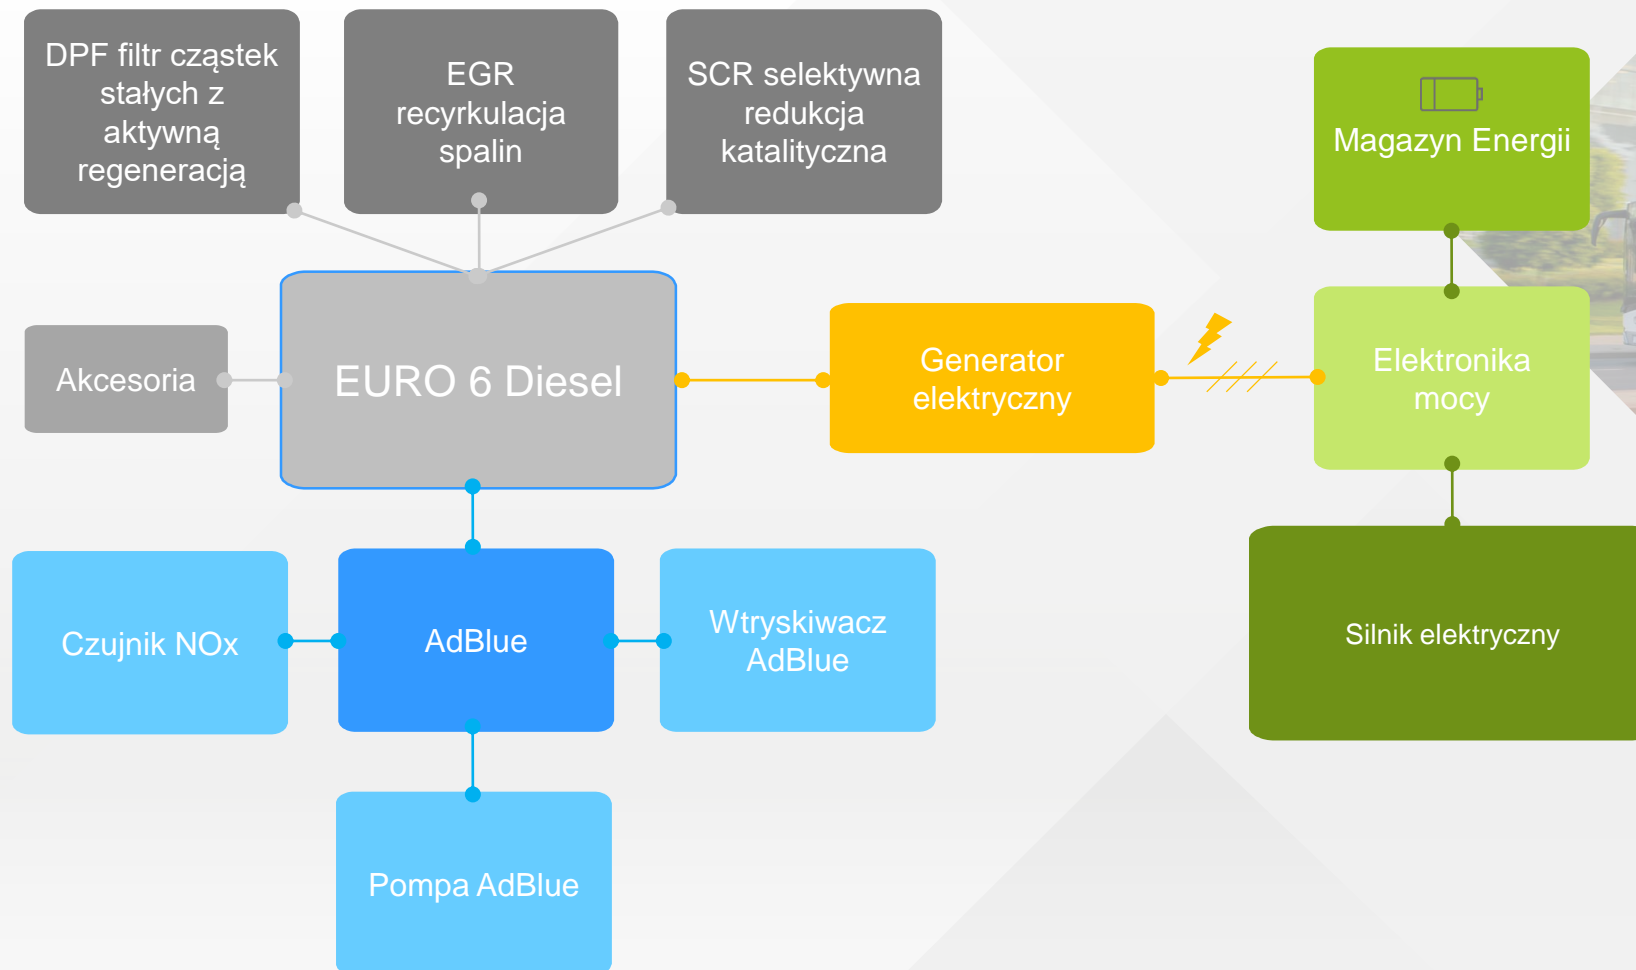 DPF filtr cząstek
stałych z
aktywną
regeneracją
EGR
recyrkulacja
spalin
SCR selektywna
redukcja
katalityczna
Magazyn Energii
Akcesoria
EURO 6 Diesel
Generator
elektryczny
Elektronika
mocy
Czujnik NOx
AdBlue
Wtryskiwacz
AdBlue
Silnik elektryczny
Pompa AdBlue